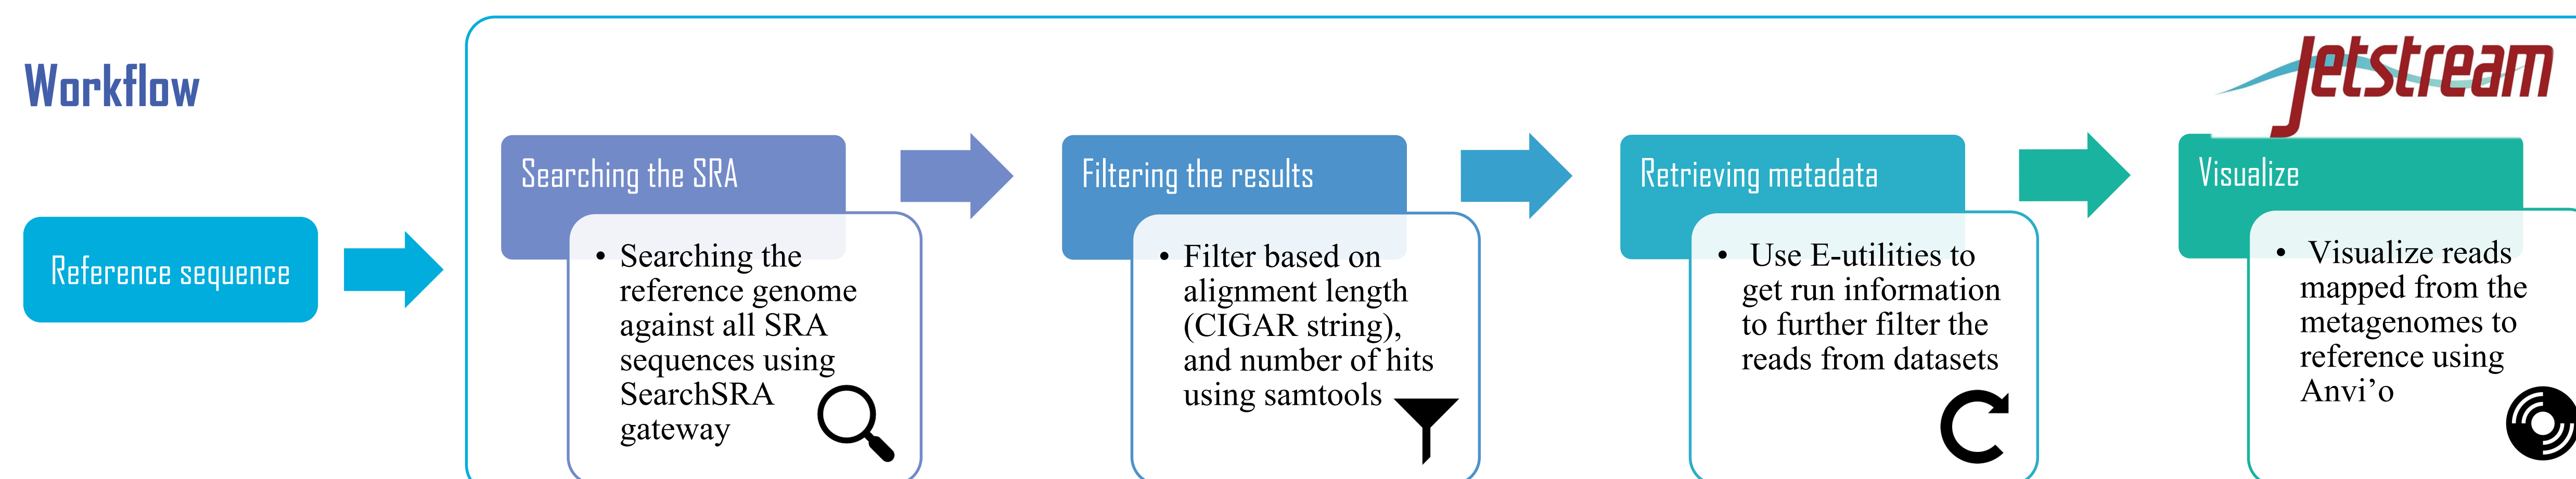 Workflow
Jetstream
Reference sequence
Searching the SRA
• Searching the
reference genome
against all SRA
sequences using
SearchSRA
gateway
Filtering the results
• Filter based on
alignment length
(CIGAR string),
and number of hits
using samtools
Retrieving metadata
• Use E-utilities to
get run information
to further filter the
reads from datasets
Visualize
• Visualize reads
mapped from the
metagenomes to
reference using
Anvi’o